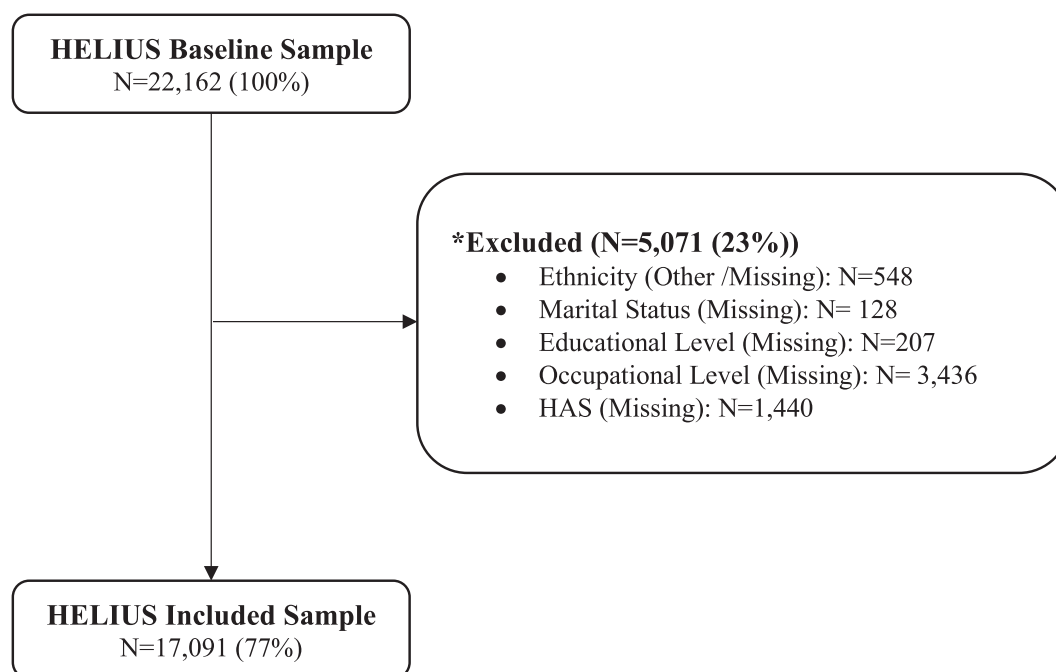 HELIUS Baseline Sample
N=22,162 (100%)
*Excluded (N=5,071 (23%))
• Ethnicity (Other /Missing): N=548
• Marital Status (Missing): N= 128
• Educational Level (Missing): N=207
• Occupational Level (Missing): N= 3,436
• HAS (Missing): N=1,440
HELIUS Included Sample
N=17,091 (77%)